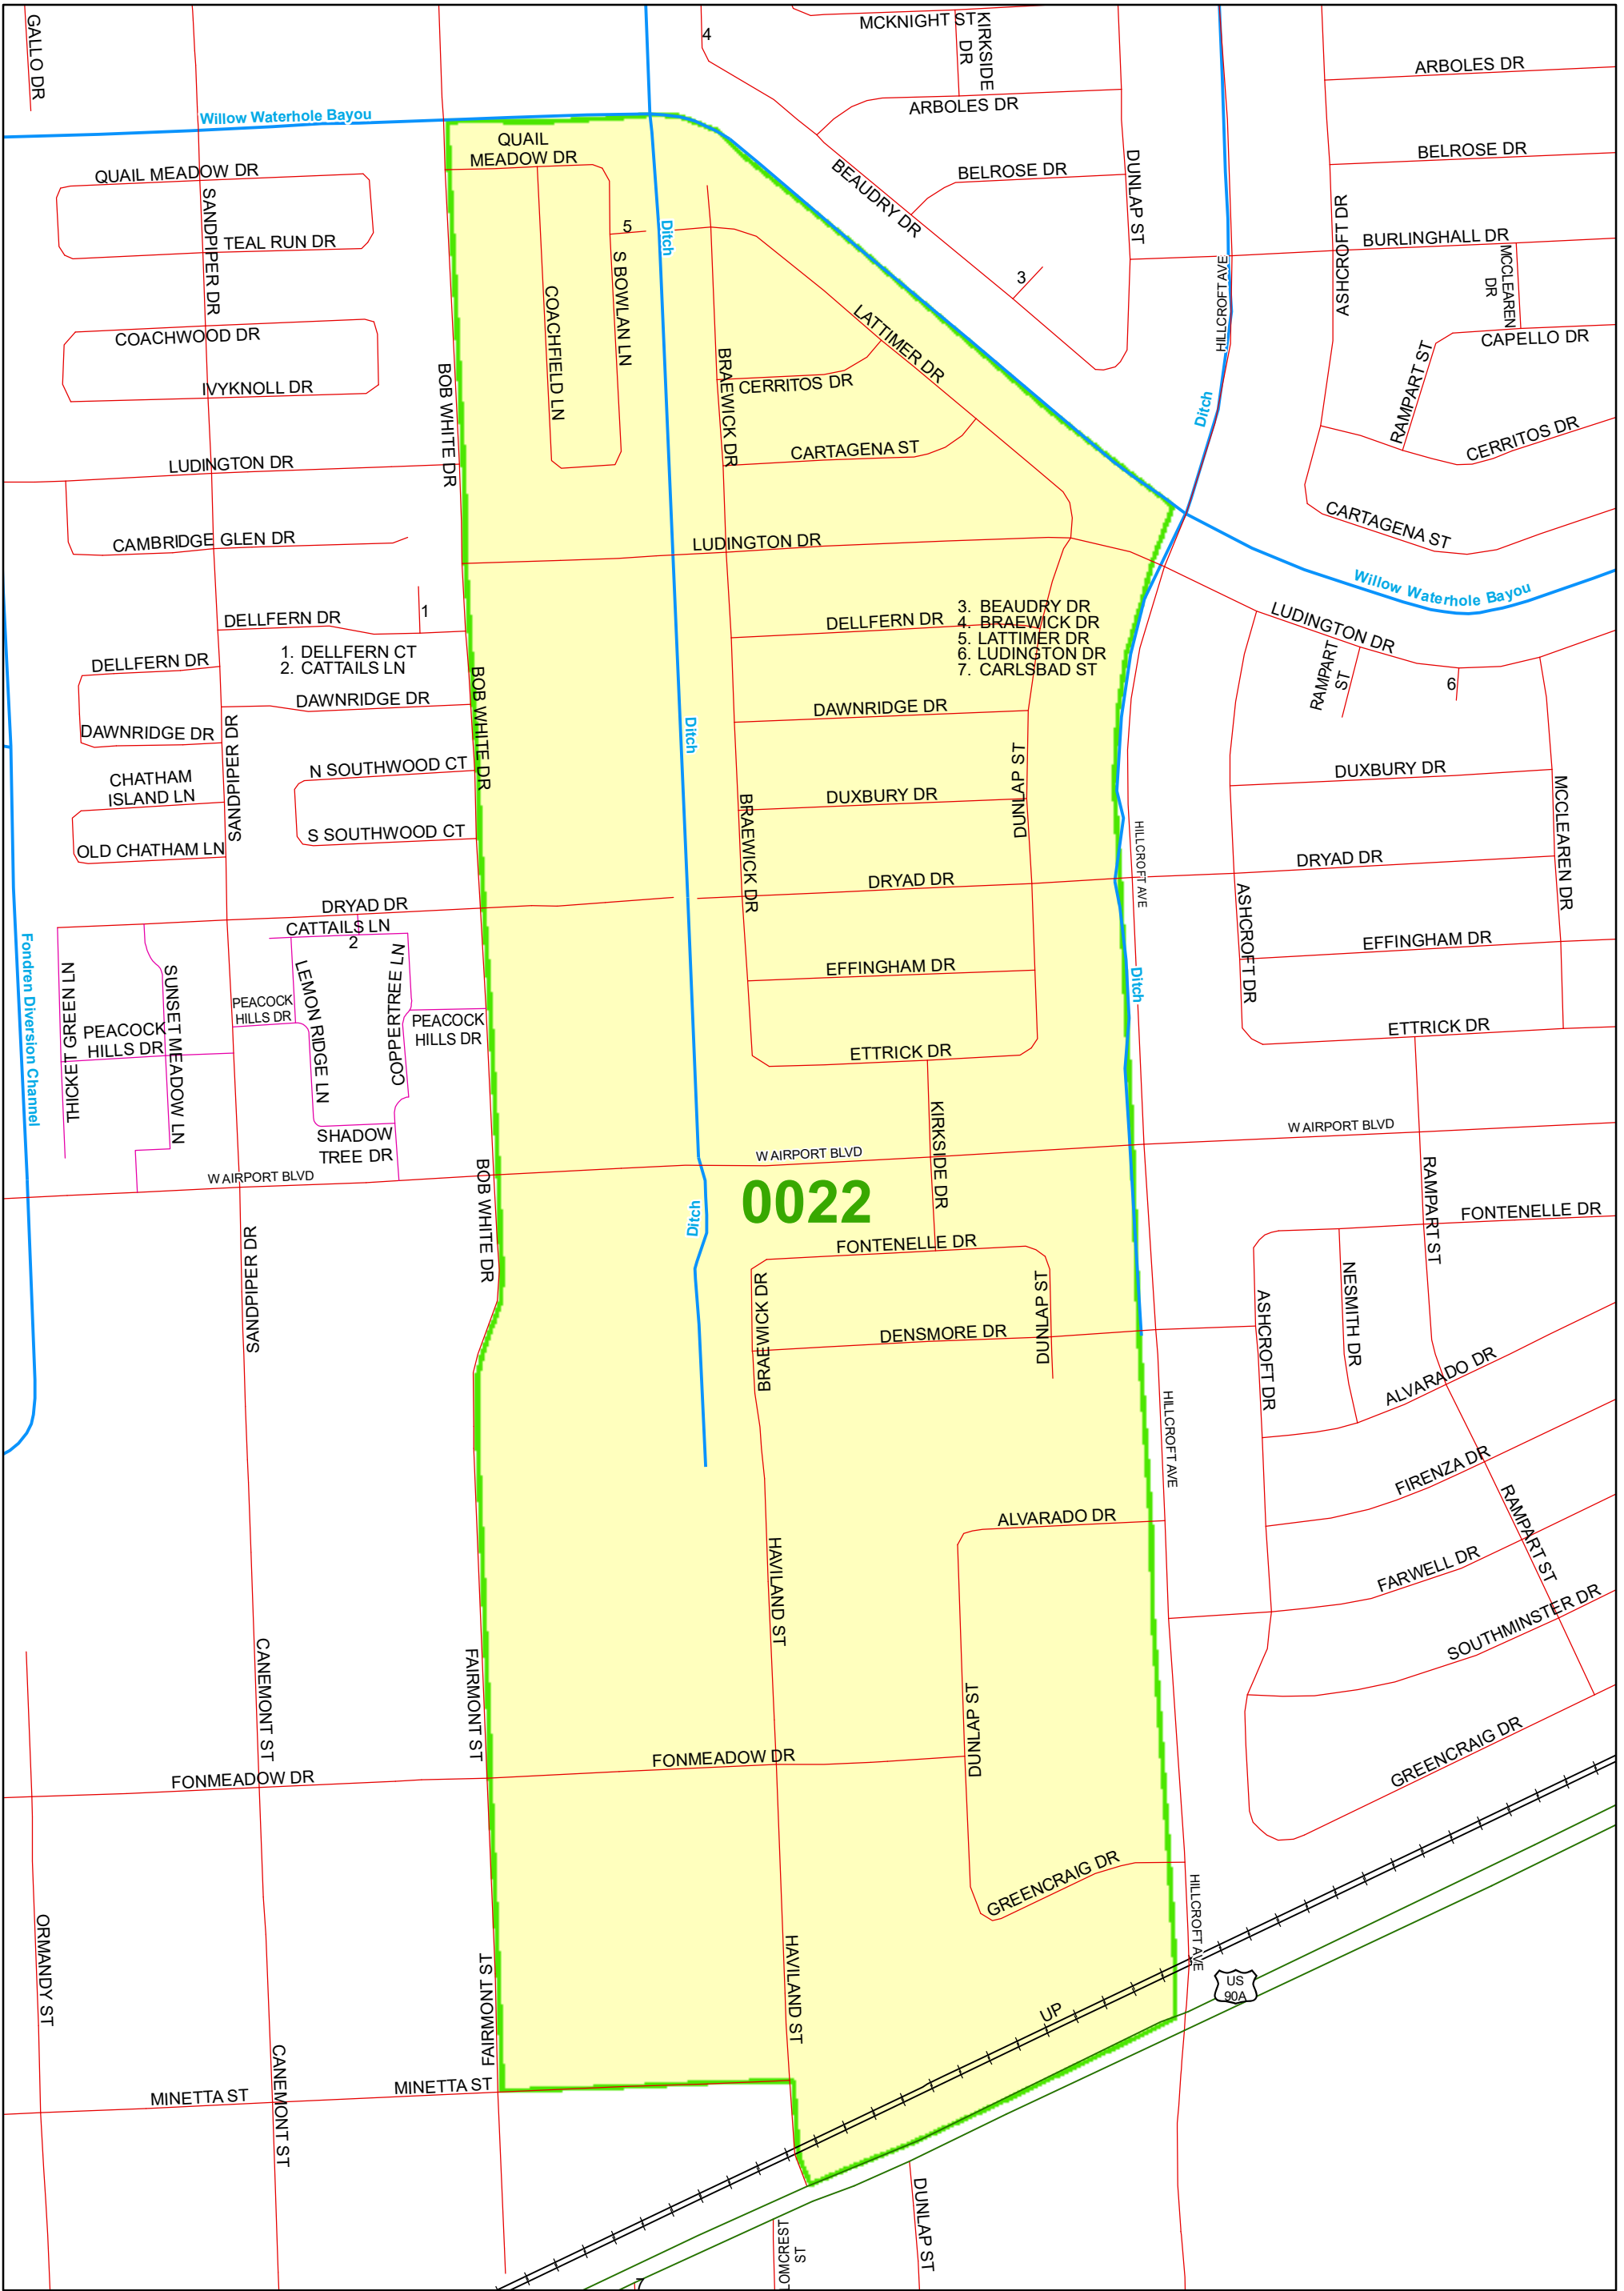 GALLO DR
MCKNIGHT ST
KIRKSIDE
DR
4
ARBOLES DR
ARBOLES DR
Willow Waterhole Bayou
QUAIL
MEADOW DR
BELROSE DR
BELROSE DR
DUNLAP ST
QUAIL MEADOW DR
SANDPIPER DR
BEAUDRY DR
ASHCROFT DR
TEAL RUN DR
5
Ditch
BURLINGHALL DR
MCCLEAREN
DR
S BOWLAN LN
3
HILLCROFT AVE
COACHFIELD LN
LATTIMER DR
COACHWOOD DR
CAPELLO DR
RAMPART ST
BRAEWICK DR
BOB WHITE DR
IVYKNOLL DR
CERRITOS DR
Ditch
CERRITOS DR
CARTAGENA ST
LUDINGTON DR
CARTAGENA ST
CAMBRIDGE GLEN DR
LUDINGTON DR
Willow Waterhole Bayou
DELLFERN DR
1
DELLFERN DR
3. BEAUDRY DR
4. BRAEWICK DR
5. LATTIMER DR
6. LUDINGTON DR
7. CARLSBAD ST
LUDINGTON DR
1. DELLFERN CT
2. CATTAILS LN
DELLFERN DR
RAMPART
ST
6
BOB WHITE DR
DAWNRIDGE DR
DAWNRIDGE DR
DAWNRIDGE DR
Ditch
SANDPIPER DR
DUNLAP ST
N SOUTHWOOD CT
DUXBURY DR
CHATHAM
ISLAND LN
DUXBURY DR
BRAEWICK DR
MCCLEAREN DR
S SOUTHWOOD CT
OLD CHATHAM LN
HILLCROFT AVE
DRYAD DR
DRYAD DR
DRYAD DR
ASHCROFT DR
CATTAILS LN
2
EFFINGHAM DR
Fondren Diversion Channel
THICKET GREEN LN
SUNSET MEADOW LN
LEMON RIDGE LN
COPPERTREE LN
EFFINGHAM DR
Ditch
PEACOCK
HILLS DR
PEACOCK
HILLS DR
PEACOCK
HILLS DR
ETTRICK DR
ETTRICK DR
KIRKSIDE DR
SHADOW
TREE DR
W AIRPORT BLVD
W AIRPORT BLVD
W AIRPORT BLVD
BOB WHITE DR
RAMPART ST
0022
Ditch
FONTENELLE DR
FONTENELLE DR
SANDPIPER DR
BRAEWICK DR
DUNLAP ST
NESMITH DR
ASHCROFT DR
DENSMORE DR
ALVARADO DR
HILLCROFT AVE
FIRENZA DR
RAMPART ST
ALVARADO DR
HAVILAND ST
FARWELL DR
SOUTHMINSTER DR
CANEMONT ST
FAIRMONT ST
DUNLAP ST
GREENCRAIG DR
FONMEADOW DR
FONMEADOW DR
GREENCRAIG DR
HILLCROFT AVE
ORMANDY ST
HAVILAND ST
FAIRMONT ST
US
90A
UP
CANEMONT ST
MINETTA ST
MINETTA ST
DUNLAP ST
LOMCREST
ST
7